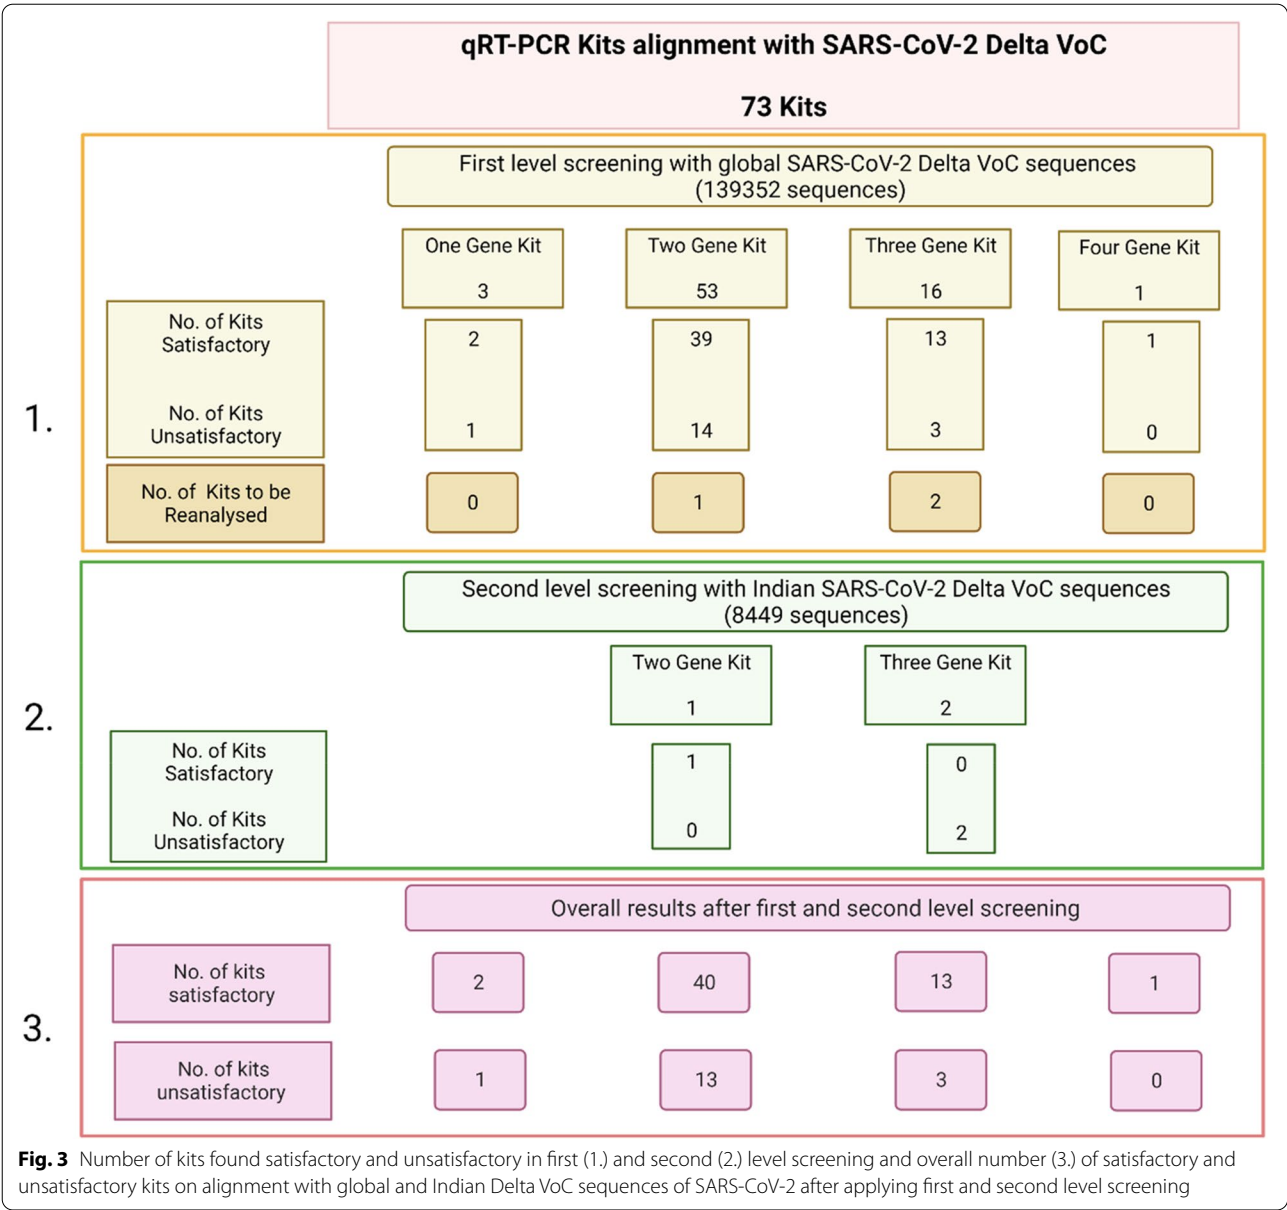 qRT-PCR Kits alignment with SARS-CoV-2 Delta VoC
73 Kits
1.
First level screening with global SARS-CoV-2 Delta VoC sequences
(139352 sequences)
One Gene Kit
3
Two Gene Kit
53
Three Gene Kit
16
Four Gene Kit
1
No. of Kits
Satisfactory
2
39
13
1
No. of Kits
Unsatisfactory
1
14
3
0
No. of Kits to be
Reanalysed
0
1
2
0
2.
Second level screening with Indian SARS-CoV-2 Delta VoC sequences
(8449 sequences)
Two Gene Kit
1
Three Gene Kit
2
No. of Kits
Satisfactory
1
0
No. of Kits
Unsatisfactory
0
2
3.
Overall results after first and second level screening
No. of kits
satisfactory
2
40
13
1
No. of kits
unsatisfactory
1
13
3
0
Fig. 3 Number of kits found satisfactory and unsatisfactory in first (1.) and second (2.) level screening and overall number (3.) of satisfactory and
unsatisfactory kits on alignment with global and Indian Delta VoC sequences of SARS-CoV-2 after applying first and second level screening